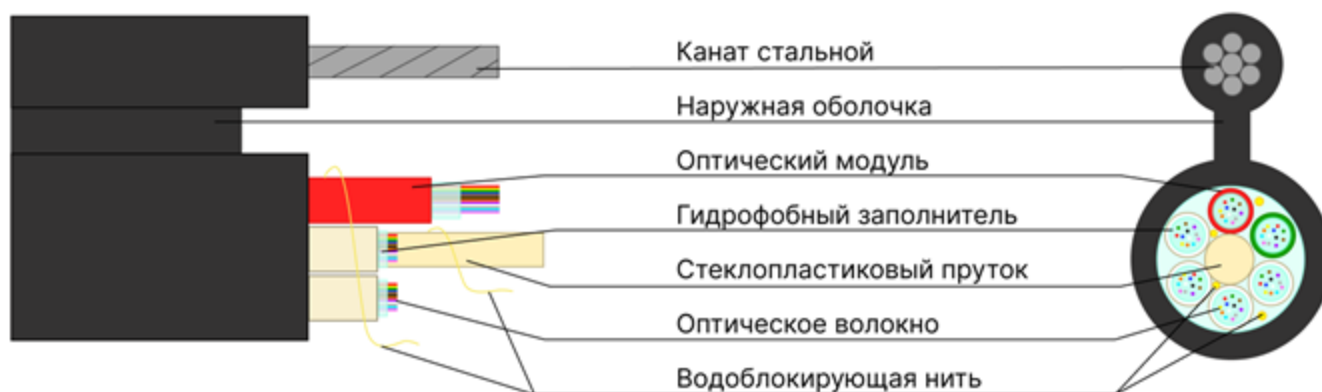 Канат стальной
Наружная оболочка
Оптический модуль
Гидрофобный заполнитель
Стеклопластиковый пруток
Оптическое волокно
Водоблокирующая нить